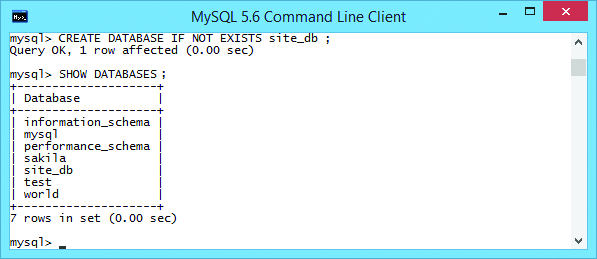 MySQL 5.6 Command Line Client
mysql> CREATE DATABASE IF NOT EXISTS site_db ;
Query OK, 1 row affected (0.00 sec)
mysql> SHOW DATABASES ;
+--------------------+
| Database           |
+--------------------+
| information_schema |
| mysql              |
| performance_schema |
| sakila             |
| site_db            |
| test               |
| world              |
+--------------------+
7 rows in set (0.00 sec)
mysql> _